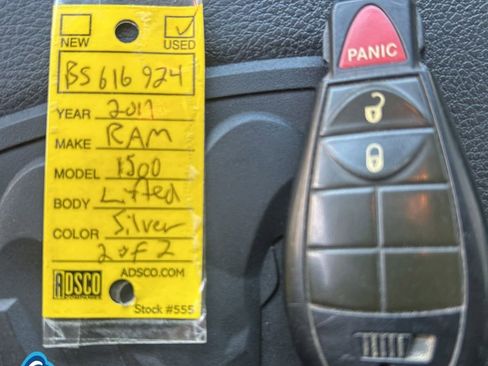 NEW USED
BS616924
YEAR 2017
MAKE RAM
MODEL 1500
BODY Lifted
COLOR Silver
2 of 2
ADSCO ADSCO.COM
COMPANIES
Stock #555
PANIC